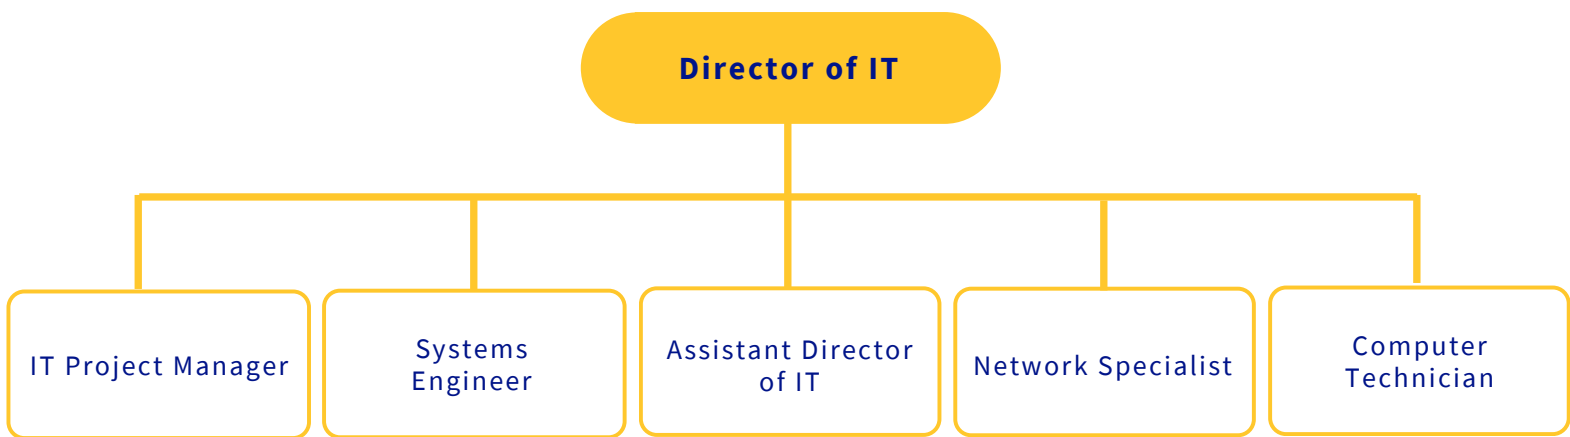 Director of IT
IT Project Manager
Systems
Engineer
Assistant Director
of IT
Network Specialist
Computer
Technician